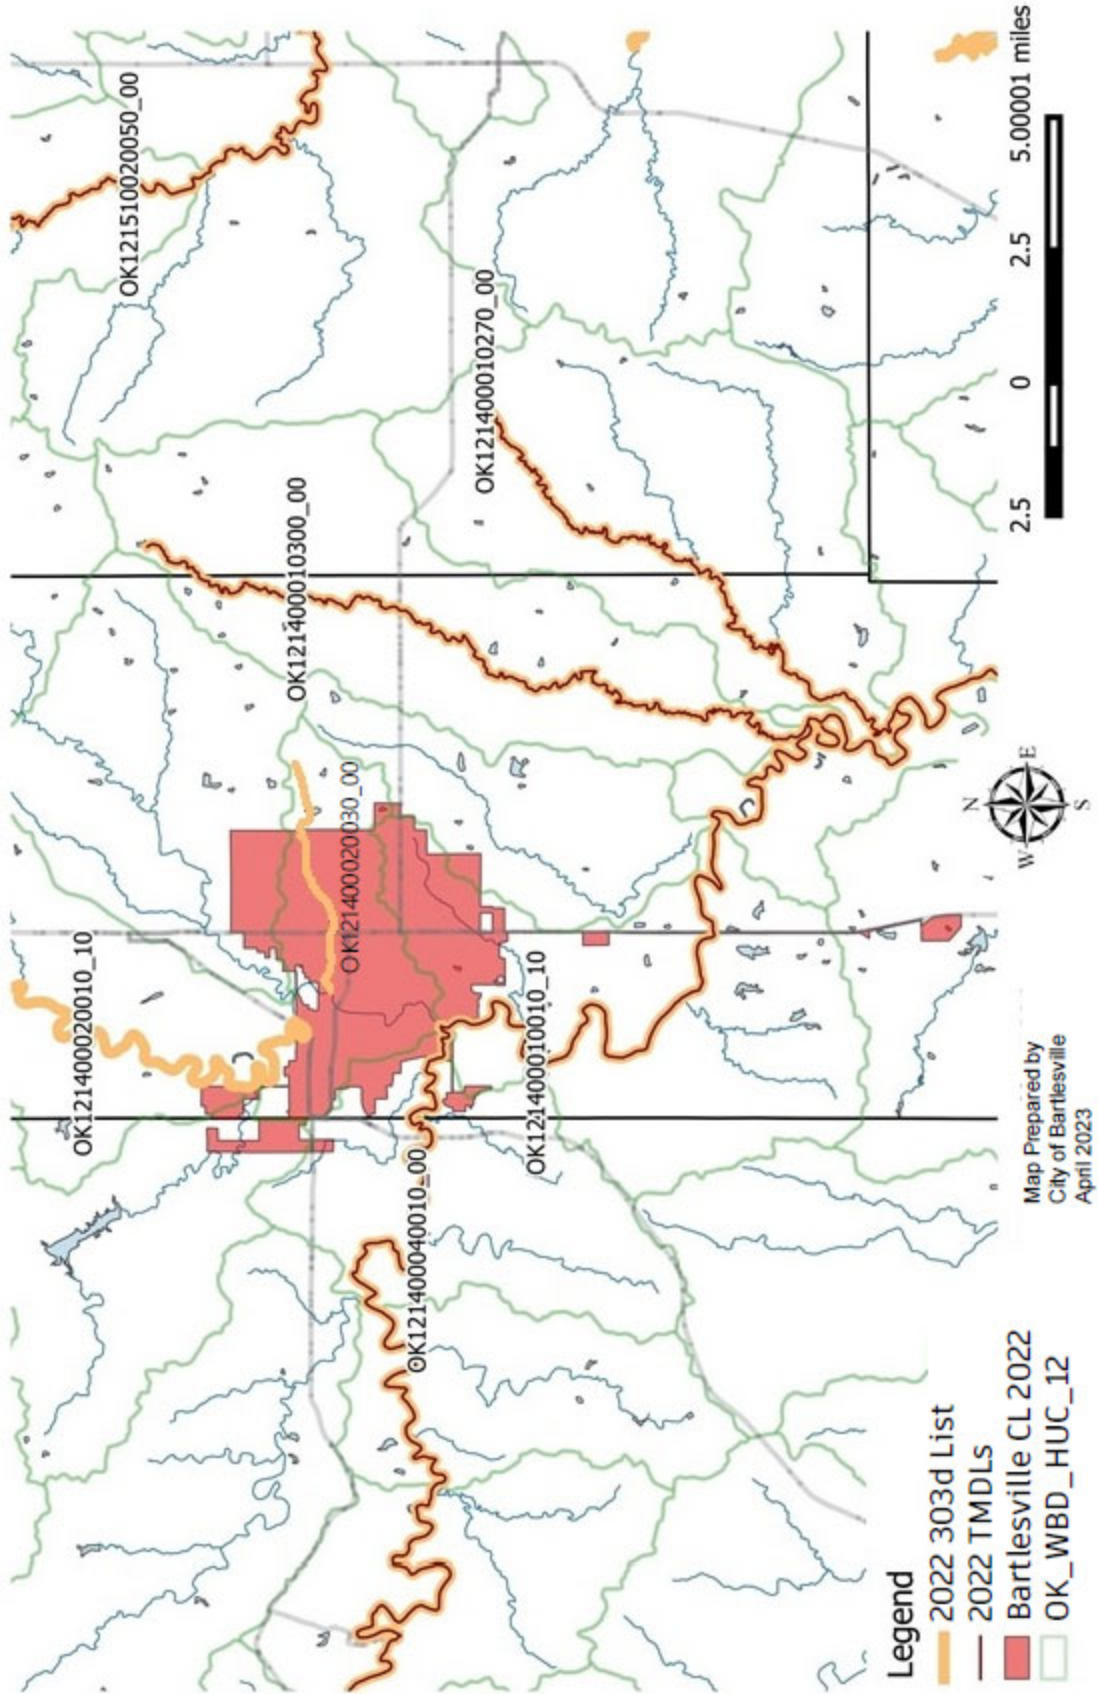 OK121510020050_00
OK121400010270_00
OK121400010300_00
OK121400020030_00
OK121400020010_10
OK121400010010_10
OK121400040010_00
Legend
2022 303d List
2022 TMDLs
Bartlesville CL 2022
OK_WBD_HUC_12
Map Prepared by
City of Bartlesville
April 2023
N
W
E
S
2.5
0
2.5
5.00001 miles